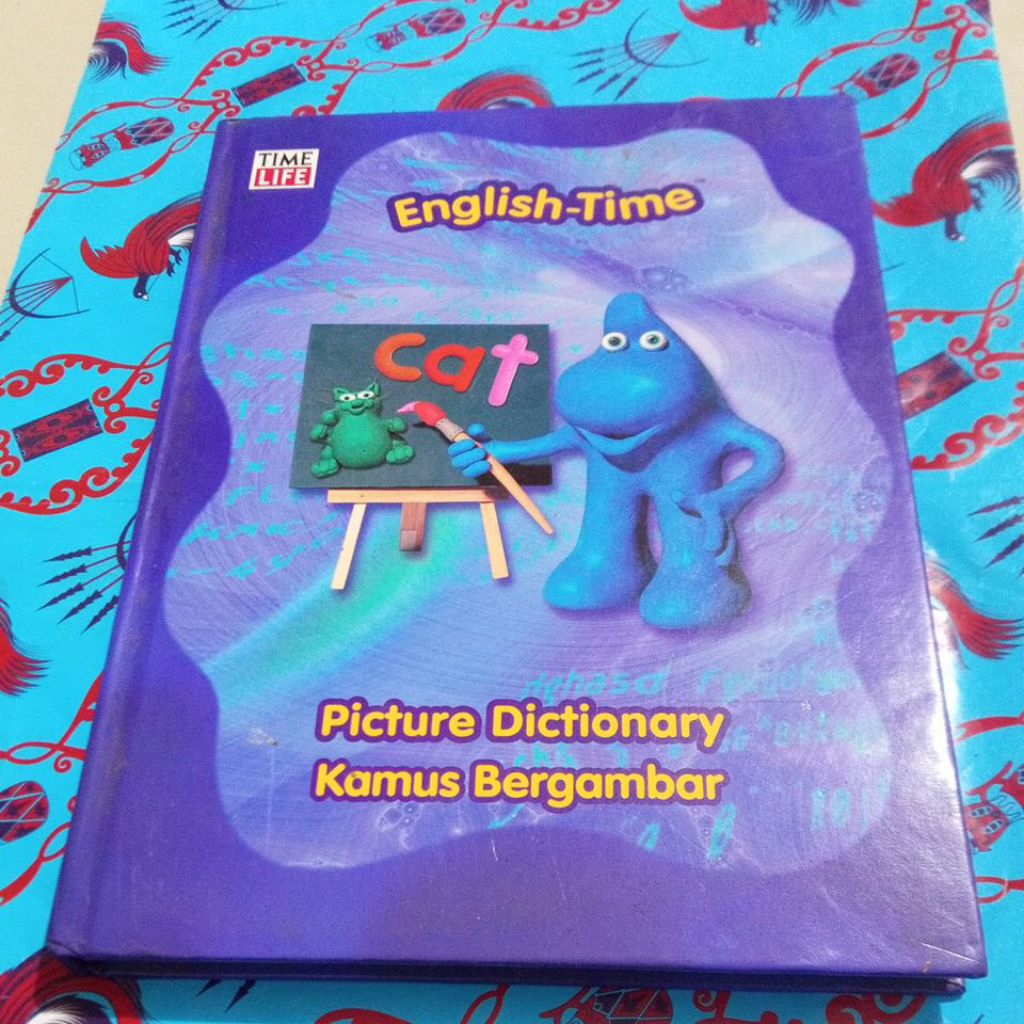 TIME
LIFE
English-Time
cat
Picture Dictionary
Kamus Bergambar